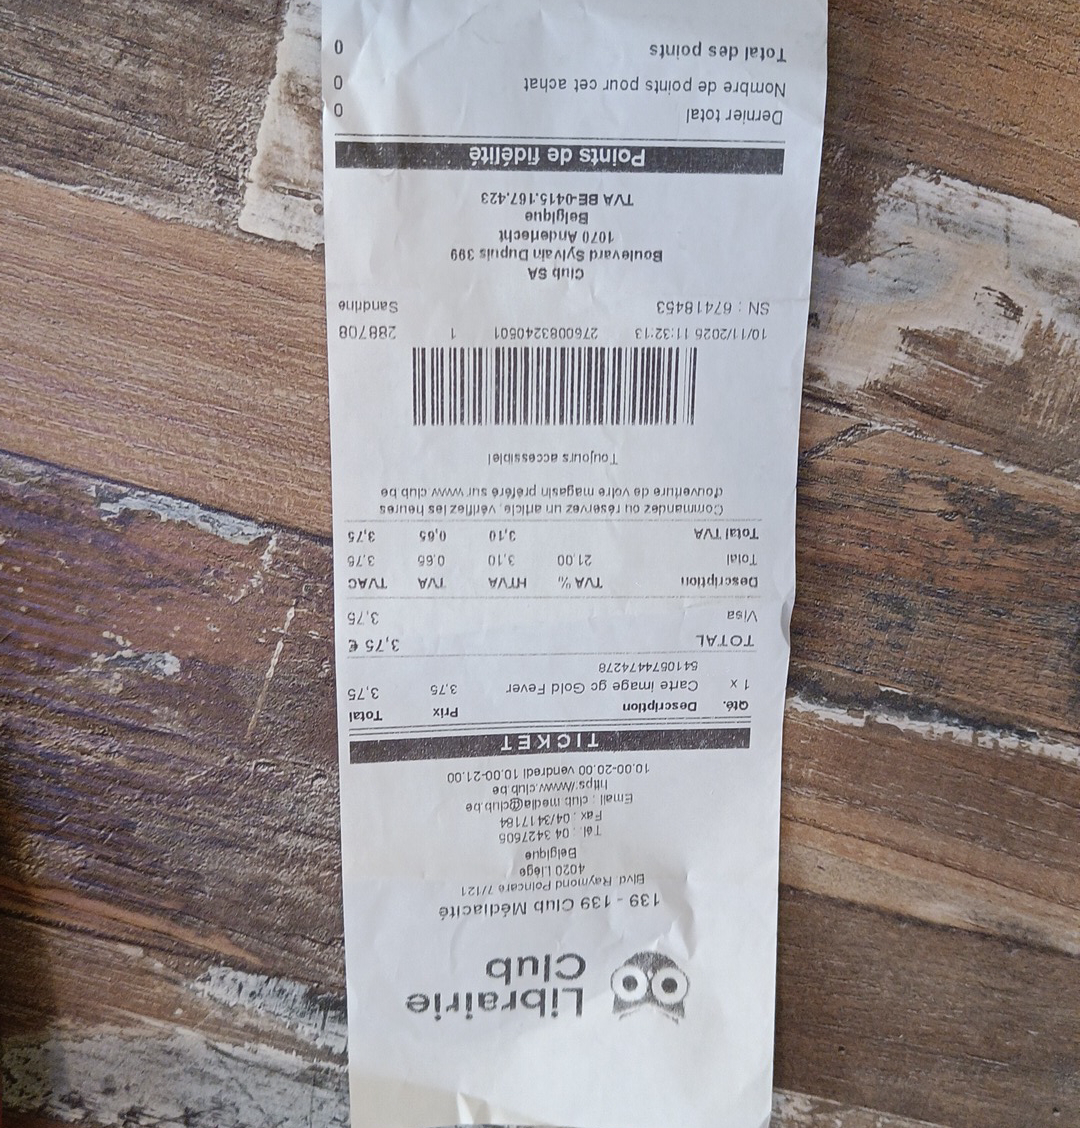 Librairie
Club
139 - 139 Club Médiacité
Blvd. Raymond Poincaré 7/121
4020 Liège
Belgique
Tél. : 04 3427605
Fax : 04/3417184
Email : club.media@club.be
https://www.club.be
10.00-20.00 vendredi 10.00-21.00
TICKET
Qté. Description Prix Total
1 x Carte image gc Gold Fever 3,75 3,75
5410574474278
TOTAL 3,75 €
Visa 3,75
Description TVA % HTVA TVA TVAC
Total 21.00 3,10 0,65 3,75
Total TVA 3,10 0,65 3,75
Commandez ou réservez un article, vérifiez les heures
d'ouverture de votre magasin préféré sur www club be
Toujours accessible!
10/11/2025 11:32:13 2760083240501 1 288708
SN : 67418453 Sandrine
Club SA
Boulevard Sylvain Dupuis 399
1070 Anderlecht
Belgique
TVA BE-0415.167.423
Points de fidélité
Dernier total 0
Nombre de points pour cet achat 0
Total des points 0